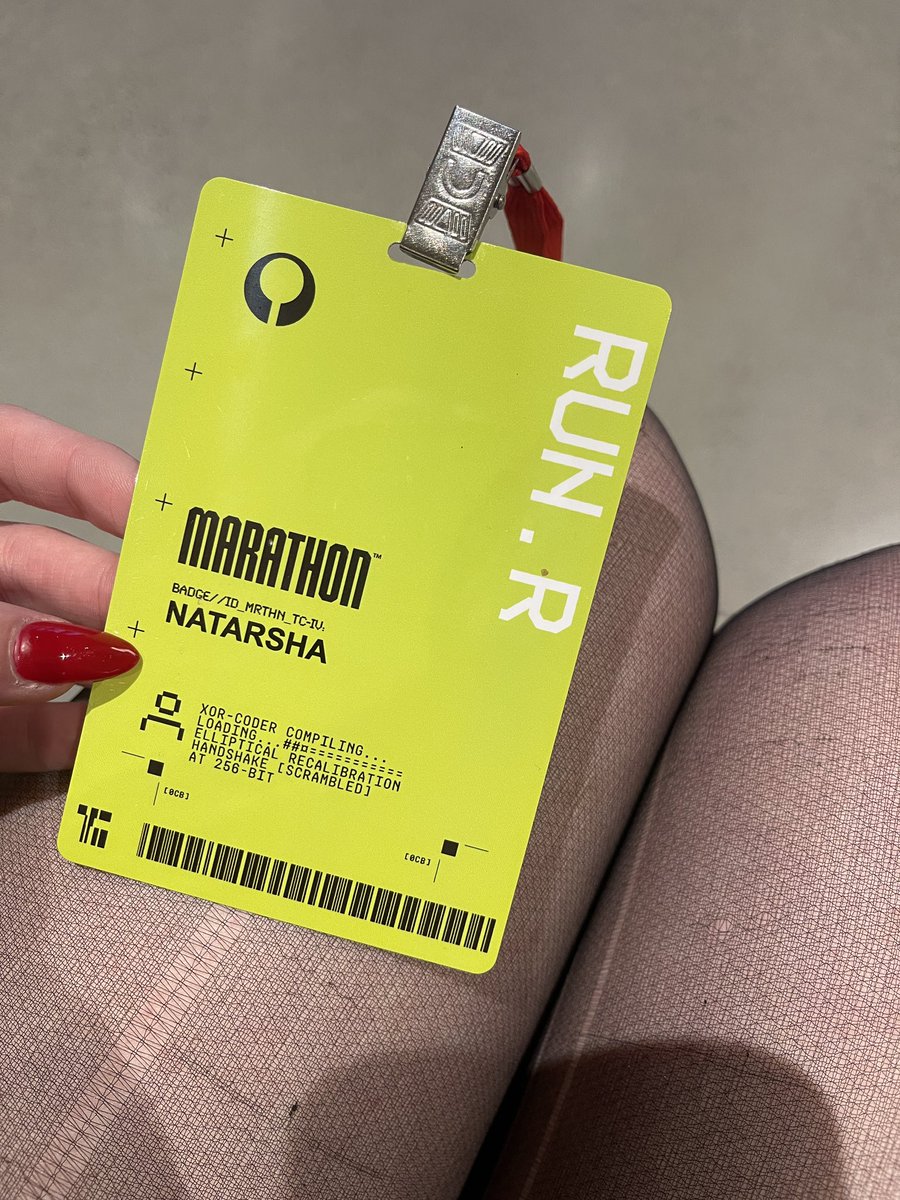 RUN.R
MARATHON™
BADGE//ID_MRTHN_TC-IV:
NATARSHA
XOR-CODER COMPILING...
LOADING...##¤===========
ELLIPTICAL RECALIBRATION
HANDSHAKE [SCRAMBLED]
AT 256-BIT
[0CB]
[0CB]